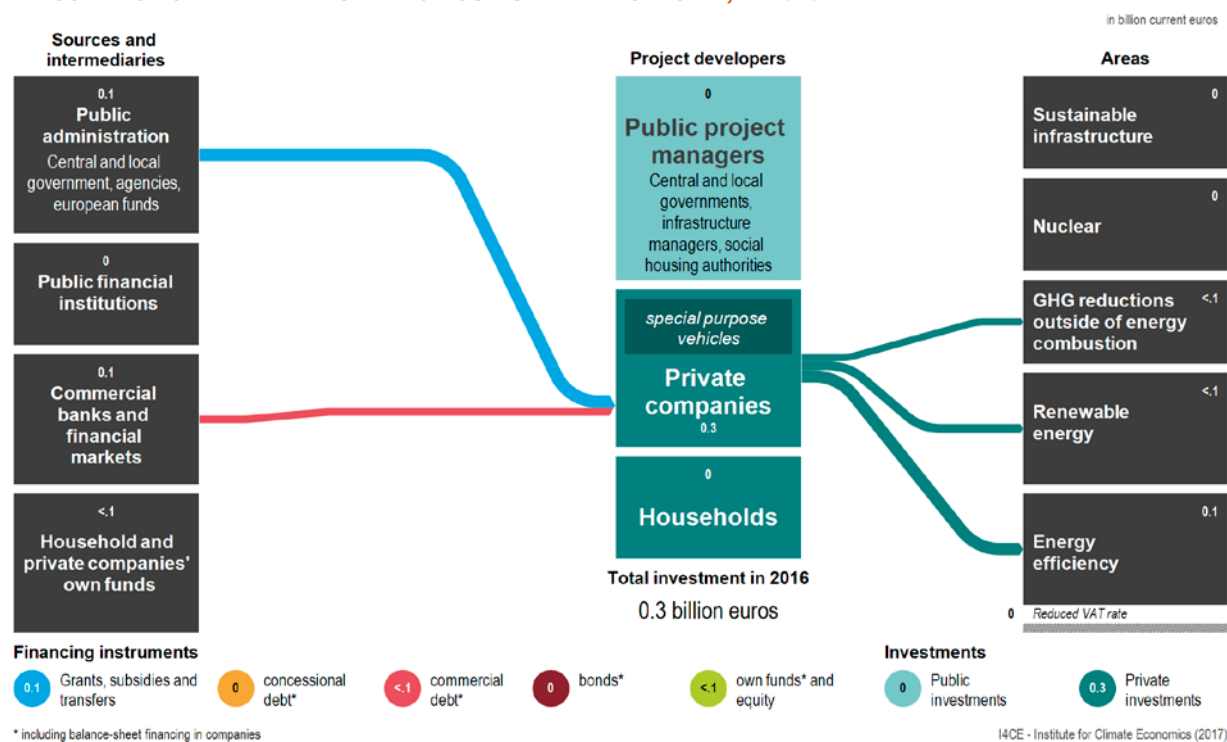 in billion current euros
Sources and
intermediaries
0.1
Public
administration
Central and local
government, agencies,
european funds
0
Public financial
institutions
0.1
Commercial
banks and
financial
markets
<.1
Household and
private companies'
own funds
Project developers
0
Public project
managers
Central and local
governments,
infrastructure
managers, social
housing authorities
special purpose
vehicles
Private
companies
0.3
0
Households
Total investment in 2016
0.3 billion euros
Areas
0
Sustainable
infrastructure
0
Nuclear
GHG reductions <.1
outside of energy
combustion
<.1
Renewable
energy
0.1
Energy
efficiency
0 Reduced VAT rate
Financing instruments
0.1 Grants, subsidies and
transfers
0 concessional
debt*
<.1 commercial
debt*
0 bonds*
<.1 own funds* and
equity
Investments
0 Public
investments
0.3 Private
investments
* including balance-sheet financing in companies
I4CE - Institute for Climate Economics (2017)